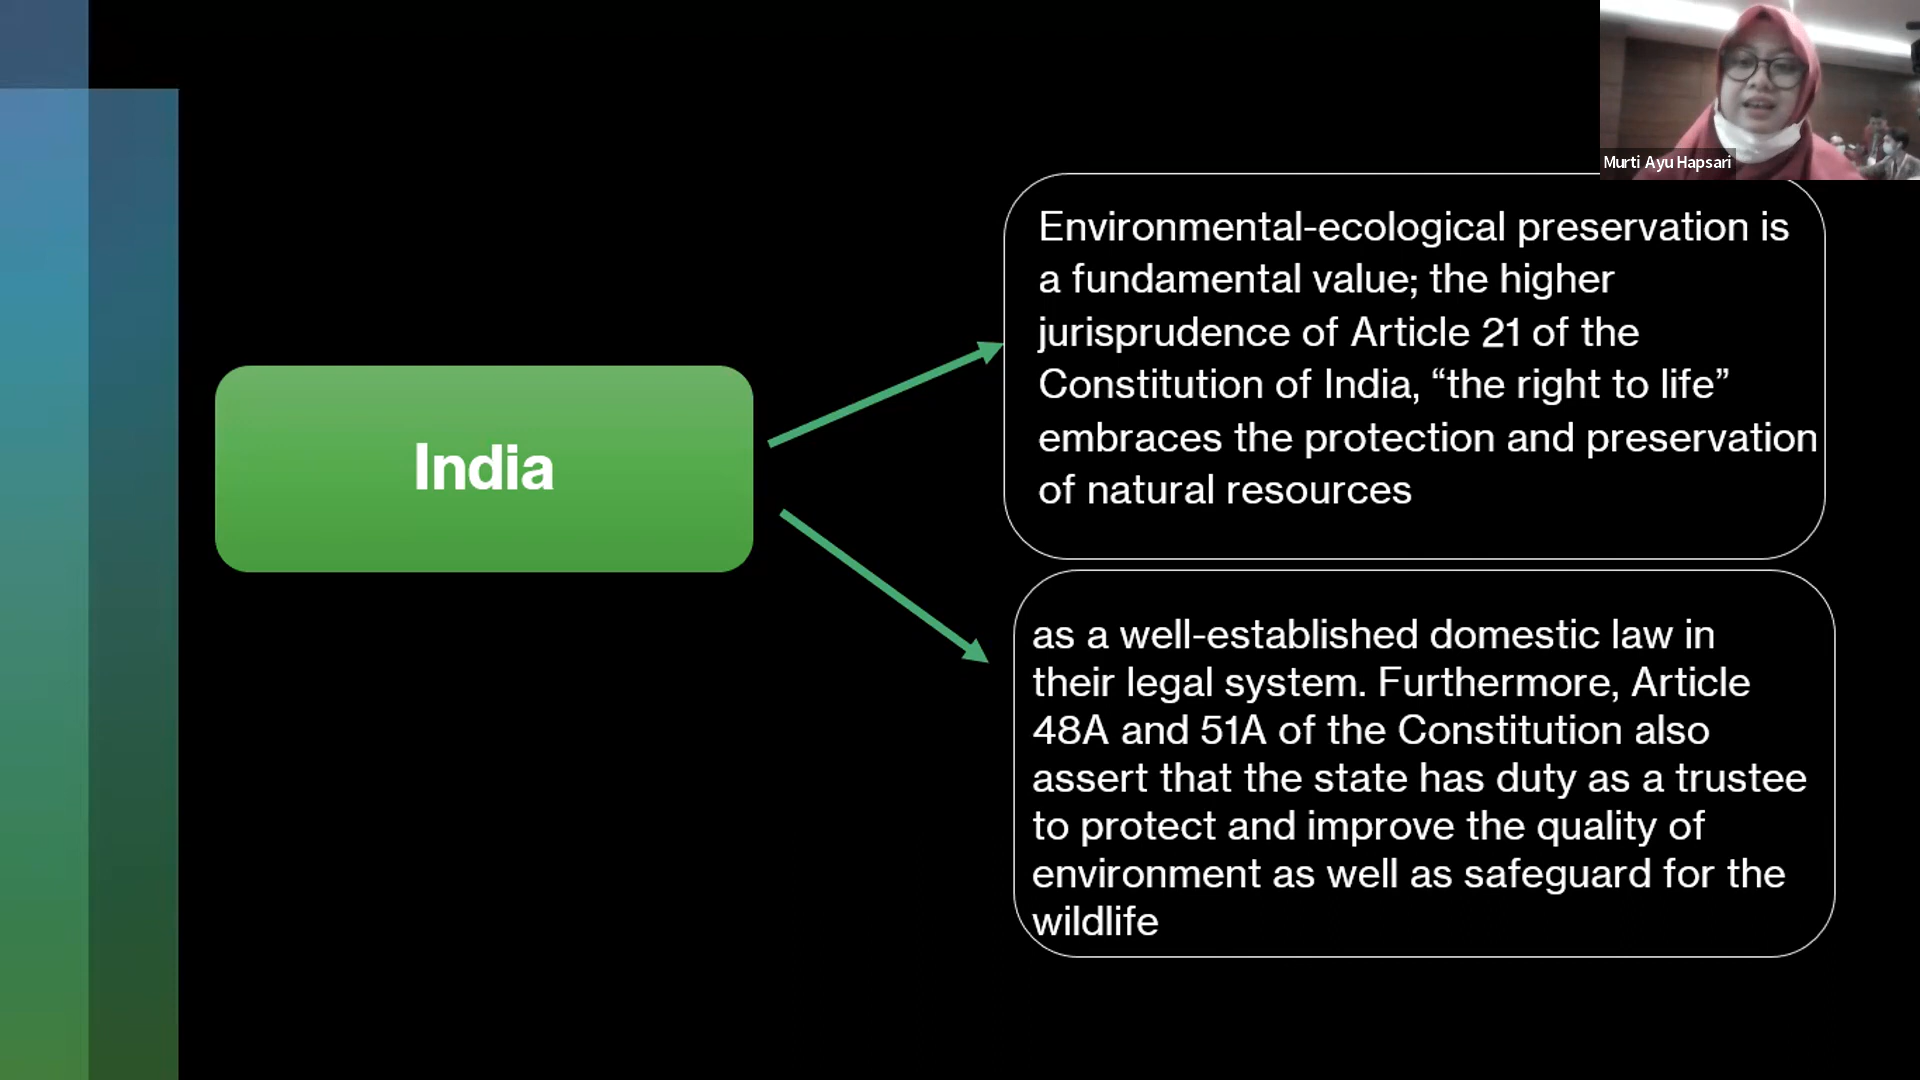 Murti Ayu Hapsari
India
Environmental-ecological preservation is
a fundamental value; the higher
jurisprudence of Article 21 of the
Constitution of India, “the right to life”
embraces the protection and preservation
of natural resources
as a well-established domestic law in
their legal system. Furthermore, Article
48A and 51A of the Constitution also
assert that the state has duty as a trustee
to protect and improve the quality of
environment as well as safeguard for the
wildlife